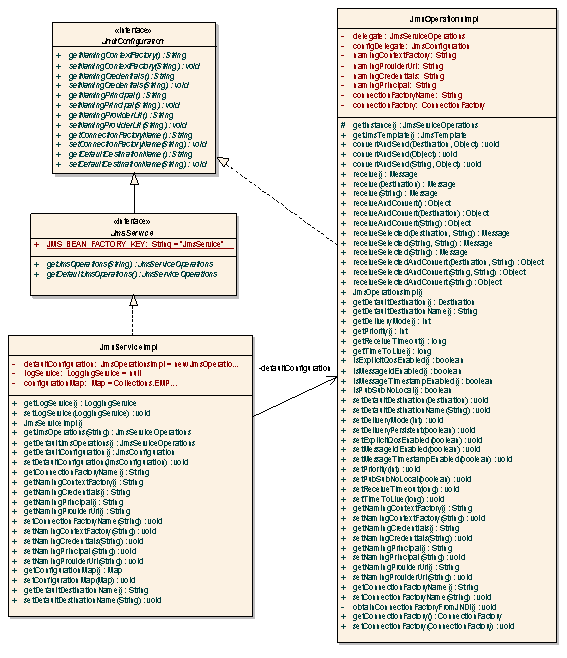 «interface»
JndiConfiguration
+ getNamingContextFactory() : String
+ setNamingContextFactory(String) : void
+ getNamingCredentials() : String
+ setNamingCredentials(String) : void
+ getNamingPrincipal() : String
+ setNamingPrincipal(String) : void
+ getNamingProviderUrl() : String
+ setNamingProviderUrl(String) : void
+ getConnectionFactoryName() : String
+ setConnectionFactoryName(String) : void
+ getDefaultDestinationName() : String
+ setDefaultDestinationName(String) : void
«interface»
JmsService
+ JMS_BEAN_FACTORY_KEY: String = "JmsService"
+ getJmsOperations(String) : JmsServiceOperations
+ getDefaultJmsOperations() : JmsServiceOperations
JmsServiceImpl
- defaultConfiguration: JmsOperationsImpl = new JmsOperatio...
- logService: LoggingService = null
- configurationMap: Map = Collections.EMP...
+ getLogService() : LoggingService
+ setLogService(LoggingService) : void
+ JmsServiceImpl()
+ getJmsOperations(String) : JmsServiceOperations
+ getDefaultJmsOperations() : JmsServiceOperations
+ getDefaultConfiguration() : JmsConfiguration
+ setDefaultConfiguration(JmsConfiguration) : void
+ getConnectionFactoryName() : String
+ getNamingContextFactory() : String
+ getNamingCredentials() : String
+ getNamingPrincipal() : String
+ getNamingProviderUrl() : String
+ setConnectionFactoryName(String) : void
+ setNamingContextFactory(String) : void
+ setNamingCredentials(String) : void
+ setNamingPrincipal(String) : void
+ setNamingProviderUrl(String) : void
+ getConfigurationMap() : Map
+ setConfigurationMap(Map) : void
+ getDefaultDestinationName() : String
+ setDefaultDestinationName(String) : void
-defaultConfiguration
JmsOperationsImpl
- delegate: JmsServiceOperations
- configDelegate: JmsConfiguration
- namingContextFactory: String
- namingProviderUrl: String
- namingCredentials: String
- namingPrincipal: String
- connectionFactoryName: String
- connectionFactory: ConnectionFactory
# getInstance() : JmsServiceOperations
+ getJmsTemplate() : JmsTemplate
+ convertAndSend(Destination, Object) : void
+ convertAndSend(Object) : void
+ convertAndSend(String, Object) : void
+ receive() : Message
+ receive(Destination) : Message
+ receive(String) : Message
+ receiveAndConvert() : Object
+ receiveAndConvert(Destination) : Object
+ receiveAndConvert(String) : Object
+ receiveSelected(Destination, String) : Message
+ receiveSelected(String, String) : Message
+ receiveSelected(String) : Message
+ receiveSelectedAndConvert(Destination, String) : Object
+ receiveSelectedAndConvert(String, String) : Object
+ receiveSelectedAndConvert(String) : Object
+ JmsOperationsImpl()
+ getDefaultDestination() : Destination
+ getDefaultDestinationName() : String
+ getDeliveryMode() : int
+ getPriority() : int
+ getReceiveTimeout() : long
+ getTimeToLive() : long
+ isExplicitQosEnabled() : boolean
+ isMessageIdEnabled() : boolean
+ isMessageTimestampEnabled() : boolean
+ isPubSubNoLocal() : boolean
+ setDefaultDestination(Destination) : void
+ setDefaultDestinationName(String) : void
+ setDeliveryMode(int) : void
+ setDeliveryPersistent(boolean) : void
+ setExplicitQosEnabled(boolean) : void
+ setMessageIdEnabled(boolean) : void
+ setMessageTimestampEnabled(boolean) : void
+ setPriority(int) : void
+ setPubSubNoLocal(boolean) : void
+ setReceiveTimeout(long) : void
+ setTimeToLive(long) : void
+ getNamingContextFactory() : String
+ setNamingContextFactory(String) : void
+ getNamingCredentials() : String
+ setNamingCredentials(String) : void
+ getNamingPrincipal() : String
+ setNamingPrincipal(String) : void
+ getNamingProviderUrl() : String
+ setNamingProviderUrl(String) : void
+ getConnectionFactoryName() : String
+ setConnectionFactoryName(String) : void
- obtainConnectionFactoryFromJNDI() : void
+ getConnectionFactory() : ConnectionFactory
+ setConnectionFactory(ConnectionFactory) : void